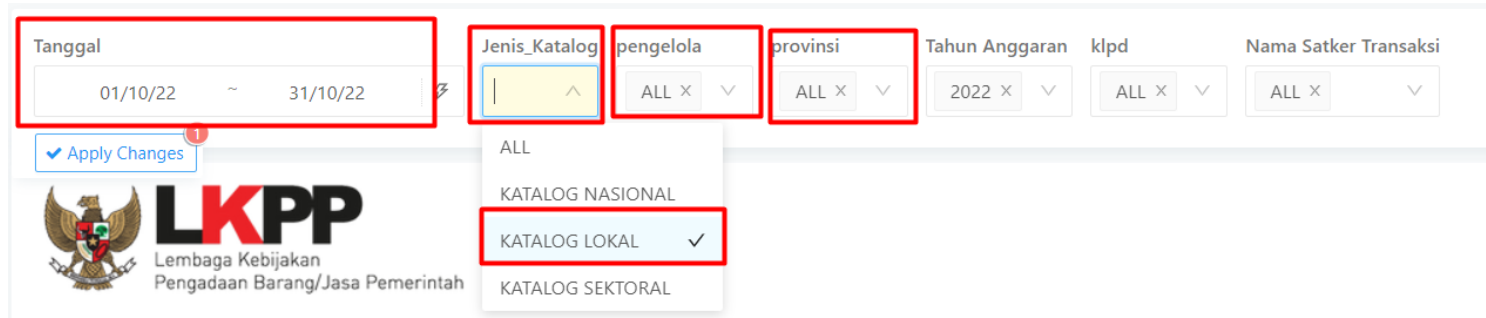 Tanggal Jenis_Katalog pengelola provinsi Tahun Anggaran klpd Nama Satker Transaksi
01/10/22 ~ 31/10/22 ALL × ALL × 2022 × ALL × ALL ×
1
Apply Changes
ALL
KATALOG NASIONAL
KATALOG LOKAL
KATALOG SEKTORAL
LKPP
Lembaga Kebijakan
Pengadaan Barang/Jasa Pemerintah